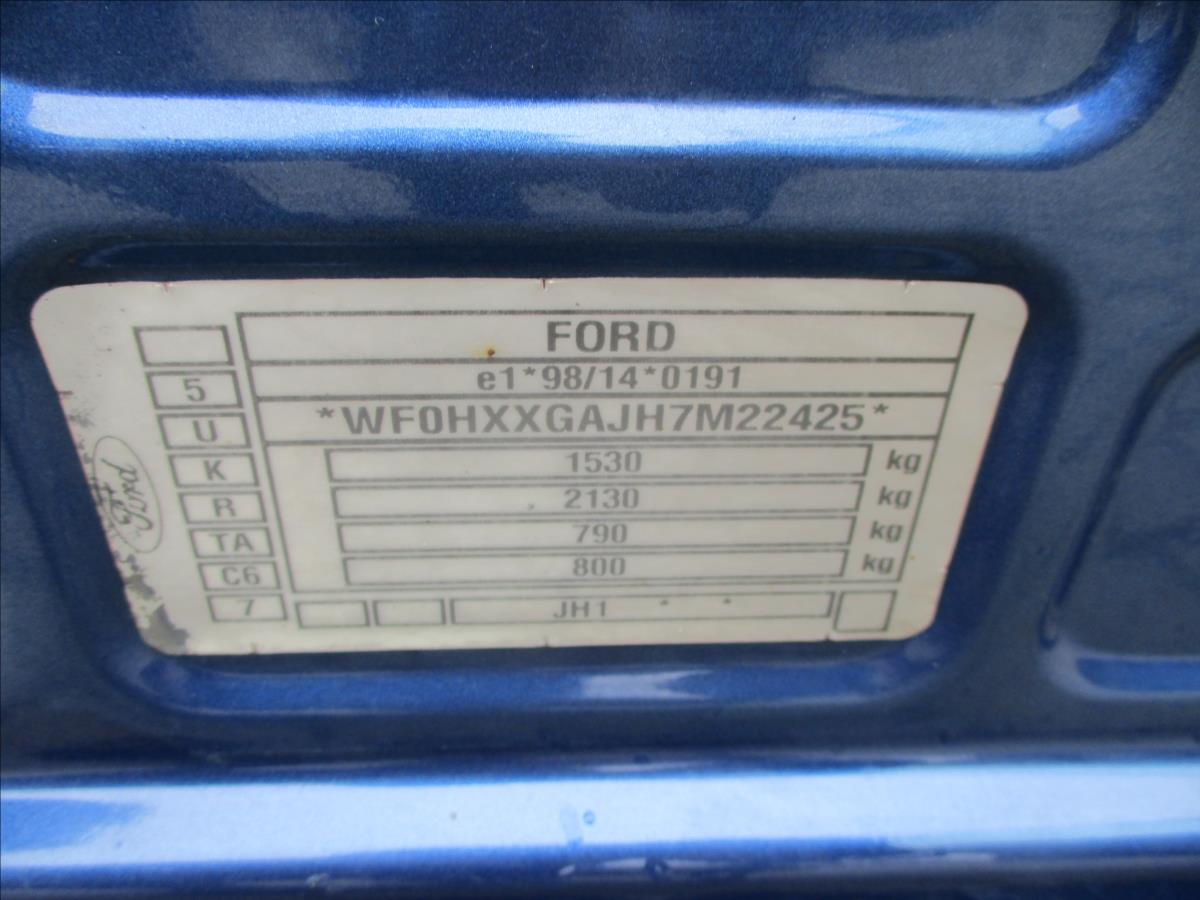 FORD
5
e1*98/14*0191
U
*WF0HXXGAJH7M22425*
K
1530 kg
R
2130 kg
TA
790 kg
C6
800 kg
7
JH1
Ford